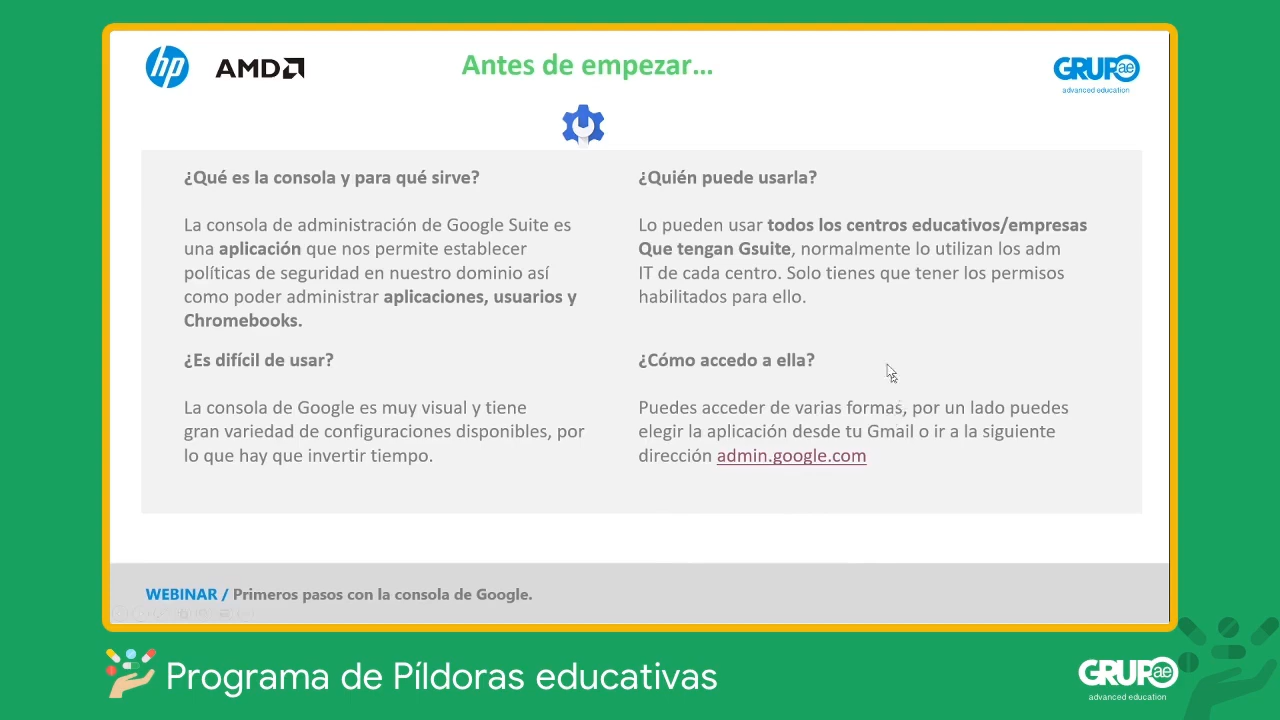 hp
AMD
Antes de empezar...
GRUPO ae
advanced education
¿Qué es la consola y para qué sirve?
La consola de administración de Google Suite es
una aplicación que nos permite establecer
políticas de seguridad en nuestro dominio así
como poder administrar aplicaciones, usuarios y
Chromebooks.
¿Quién puede usarla?
Lo pueden usar todos los centros educativos/empresas
Que tengan Gsuite, normalmente lo utilizan los adm
IT de cada centro. Solo tienes que tener los permisos
habilitados para ello.
¿Es difícil de usar?
La consola de Google es muy visual y tiene
gran variedad de configuraciones disponibles, por
lo que hay que invertir tiempo.
¿Cómo accedo a ella?
Puedes acceder de varias formas, por un lado puedes
elegir la aplicación desde tu Gmail o ir a la siguiente
dirección admin.google.com
WEBINAR / Primeros pasos con la consola de Google.
Programa de Píldoras educativas
GRUPO ae
advanced education